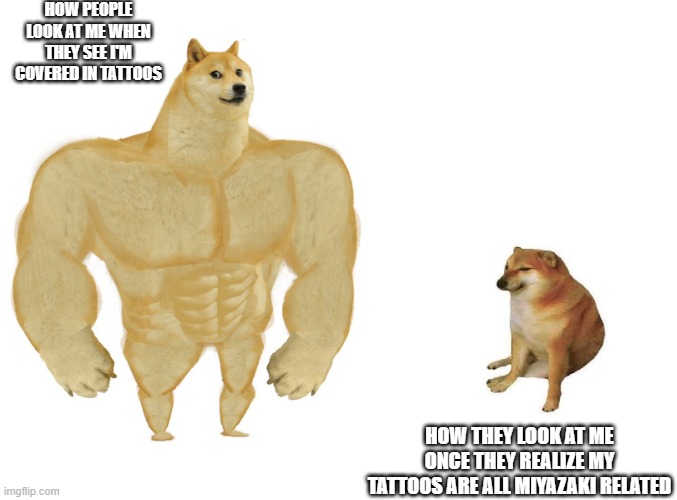 HOW PEOPLE
LOOK AT ME WHEN
THEY SEE I'M
COVERED IN TATTOOS
HOW THEY LOOK AT ME
ONCE THEY REALIZE MY
TATTOOS ARE ALL MIYAZAKI RELATED
imgflip.com